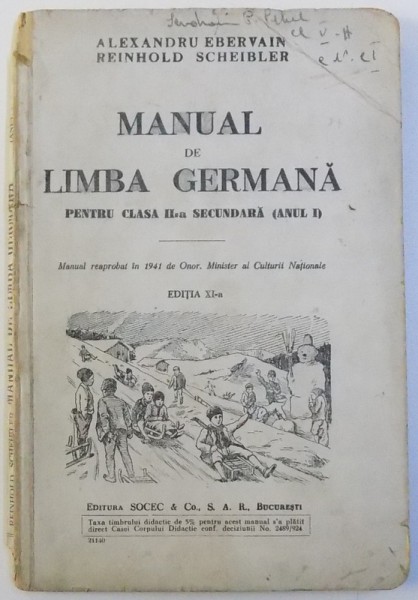 ALEXANDRU EBERVAIN
REINHOLD SCHEIBLER
MANUAL
DE
LIMBA GERMANĂ
PENTRU CLASA II-a SECUNDARĂ (ANUL I)
Manual reaprobat în 1941 de Onor. Minister al Culturii Naționale
EDIȚIA XI-a
EDITURA SOCEC & Co., S. A. R., BUCUREȘTI
Taxa timbrului didactic de 5% pentru acest manual s'a plătit
direct Casei Corpului Didactic conf. deciziunii No. 2489/924
21140
REINHOLD SCHEIBLER MANUAL DE LIMBA GERMANĂ